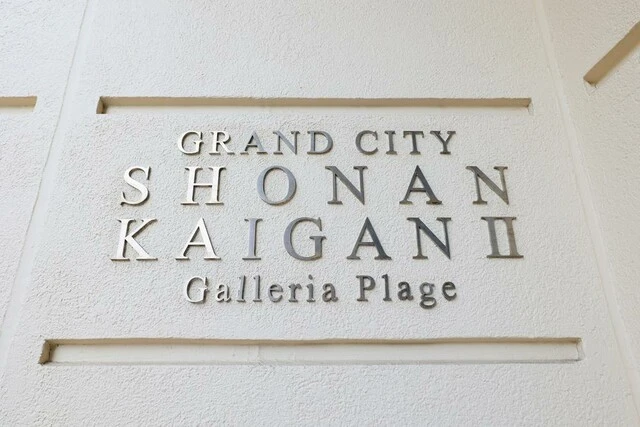 GRAND CITY
SHONAN
KAIGAN II
Galleria Plage